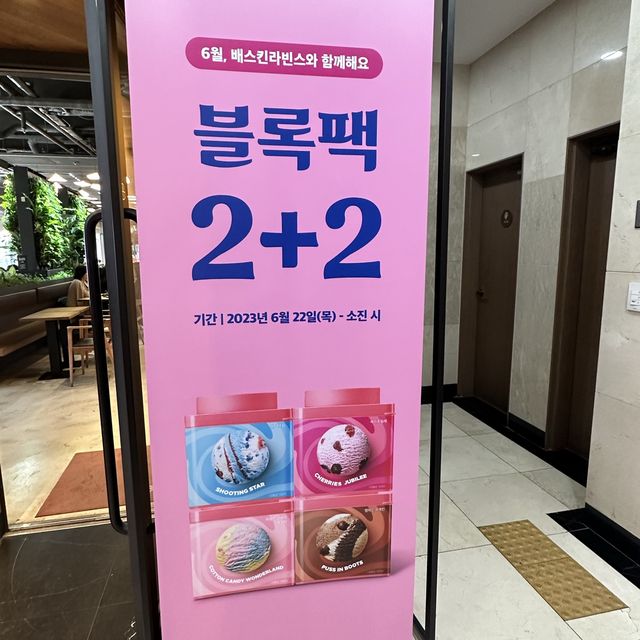 6월, 배스킨라빈스와 함께해요
블록팩
2+2
기간 | 2023년 6월 22일(목) - 소진 시
SHOOTING STAR
CHERRIES JUBILEE
COTTON CANDY WONDERLAND
PUSS IN BOOTS